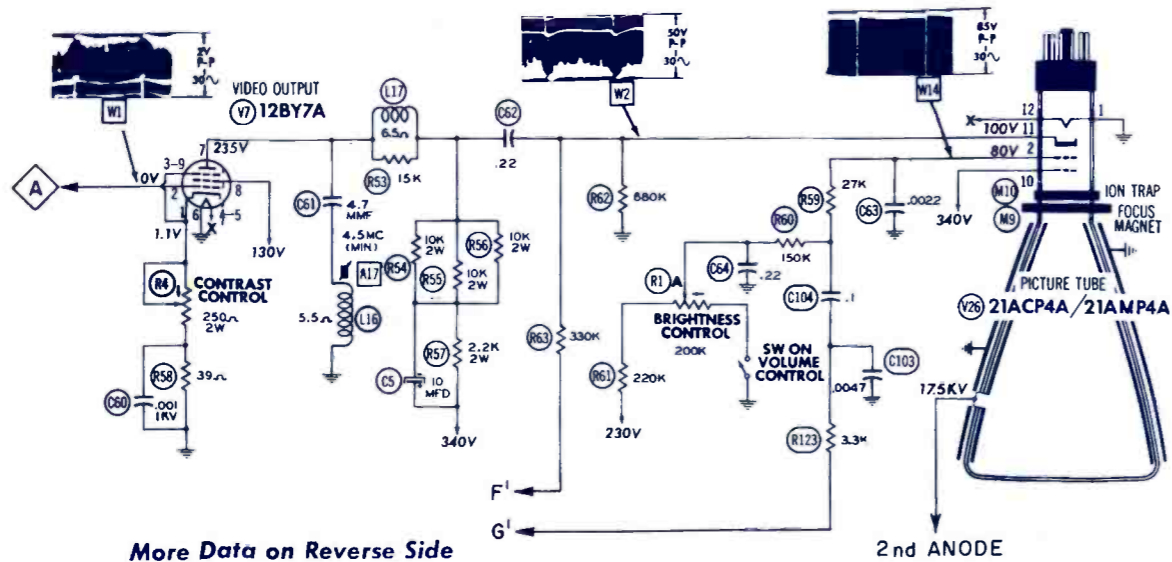 2V
P-P
30∿
W1
VIDEO OUTPUT
V7 12BY7A
50V
P-P
30∿
W2
85V
P-P
30∿
W14
L17
6.5Ω
R53
15K
C62
.22
7
235V
3-9
0V
A
2
8
1
6
4-5
X
1.1V
130V
R4
CONTRAST
CONTROL
250Ω
2W
R58
39Ω
C60
.001
1KV
C61
4.7
MMF
4.5MC
(MIN)
A17
5.5Ω
L16
R54
10K
2W
R55
10K
2W
R56
10K
2W
R57
2.2K
2W
C5
10
MFD
340V
R62
680K
R63
330K
F'
G'
R61
220K
230V
R1A
BRIGHTNESS
CONTROL
200K
C64
.22
R60
150K
R59
27K
C63
.0022
SW ON
VOLUME
CONTROL
C104
.1
C103
.0047
R123
3.3K
12
1
X
100V
11
80V
2
10
340V
M10
ION TRAP
M9
FOCUS
MAGNET
PICTURE TUBE
V26 21ACP4A/21AMP4A
17.5KV
2nd ANODE
More Data on Reverse Side